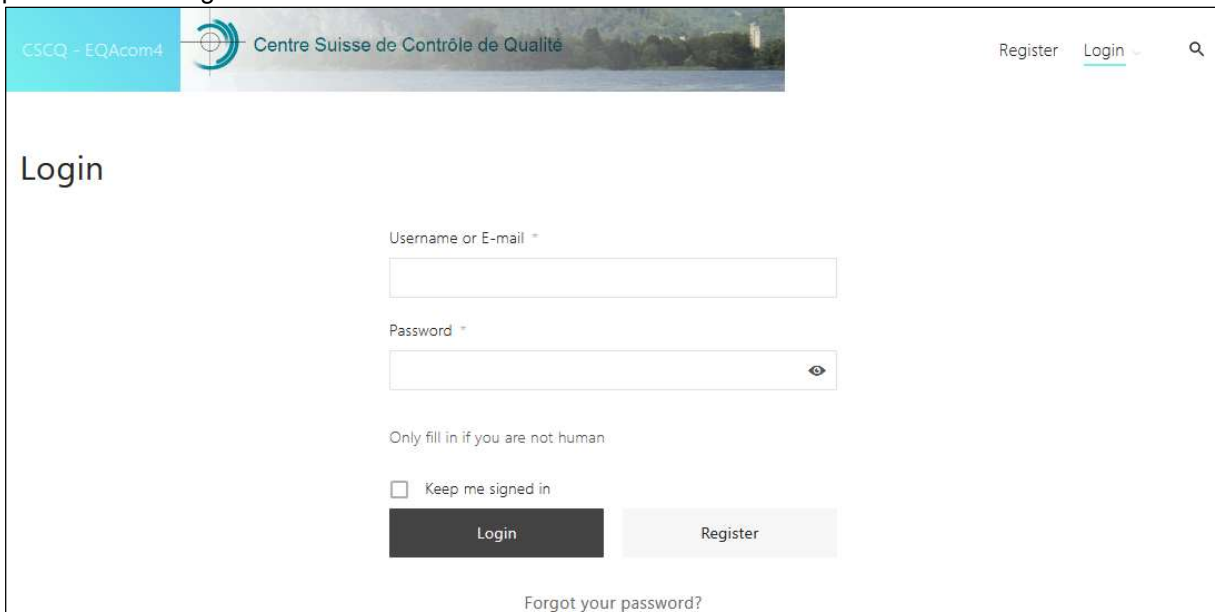 CSCQ - EQAcom4
Centre Suisse de Contrôle de Qualité
Register Login
Login
Username or E-mail *
Password *
Only fill in if you are not human
Keep me signed in
Login Register
Forgot your password?